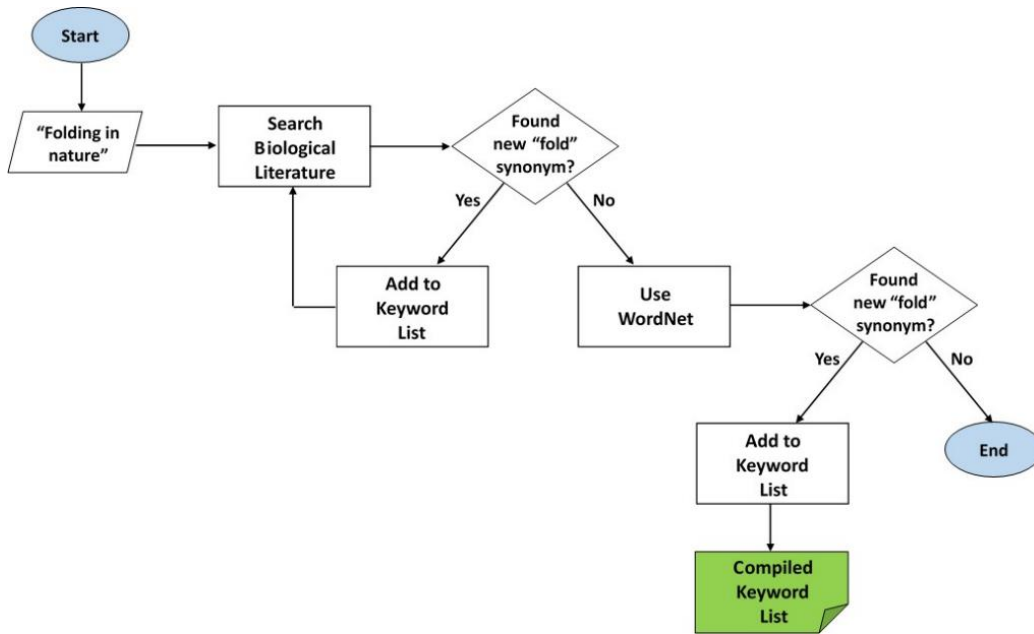 Start
“Folding in
nature”
Search
Biological
Literature
Found
new “fold”
synonym?
Yes
No
Add to
Keyword
List
Use
WordNet
Found
new “fold”
synonym?
Yes
No
Add to
Keyword
List
End
Compiled
Keyword
List